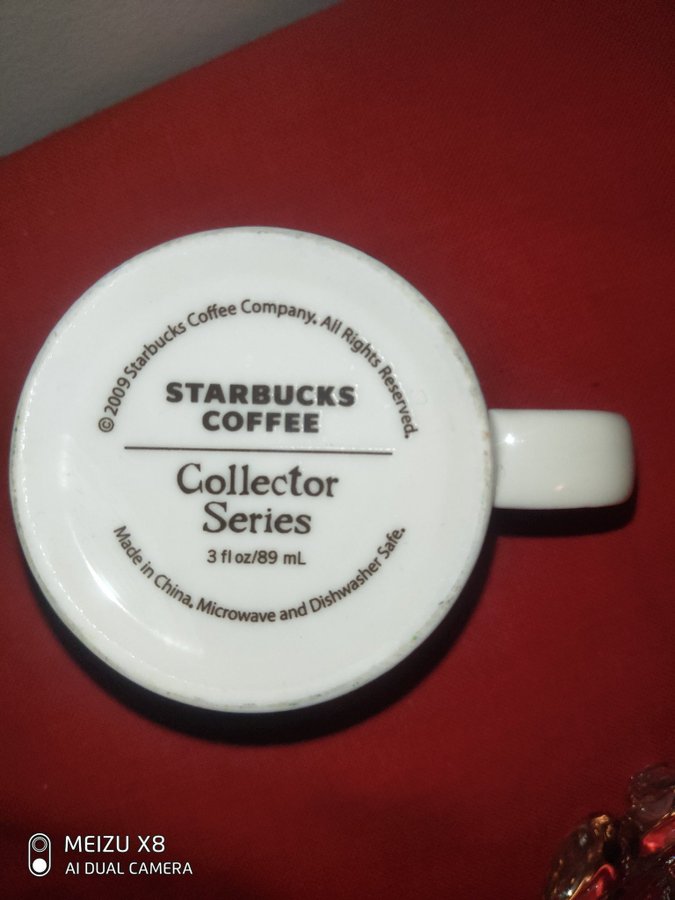 © 2009 Starbucks Coffee Company. All Rights Reserved.
STARBUCKS
COFFEE
Collector
Series
3 fl oz/89 mL
Made in China. Microwave and Dishwasher Safe.
MEIZU X8
AI DUAL CAMERA